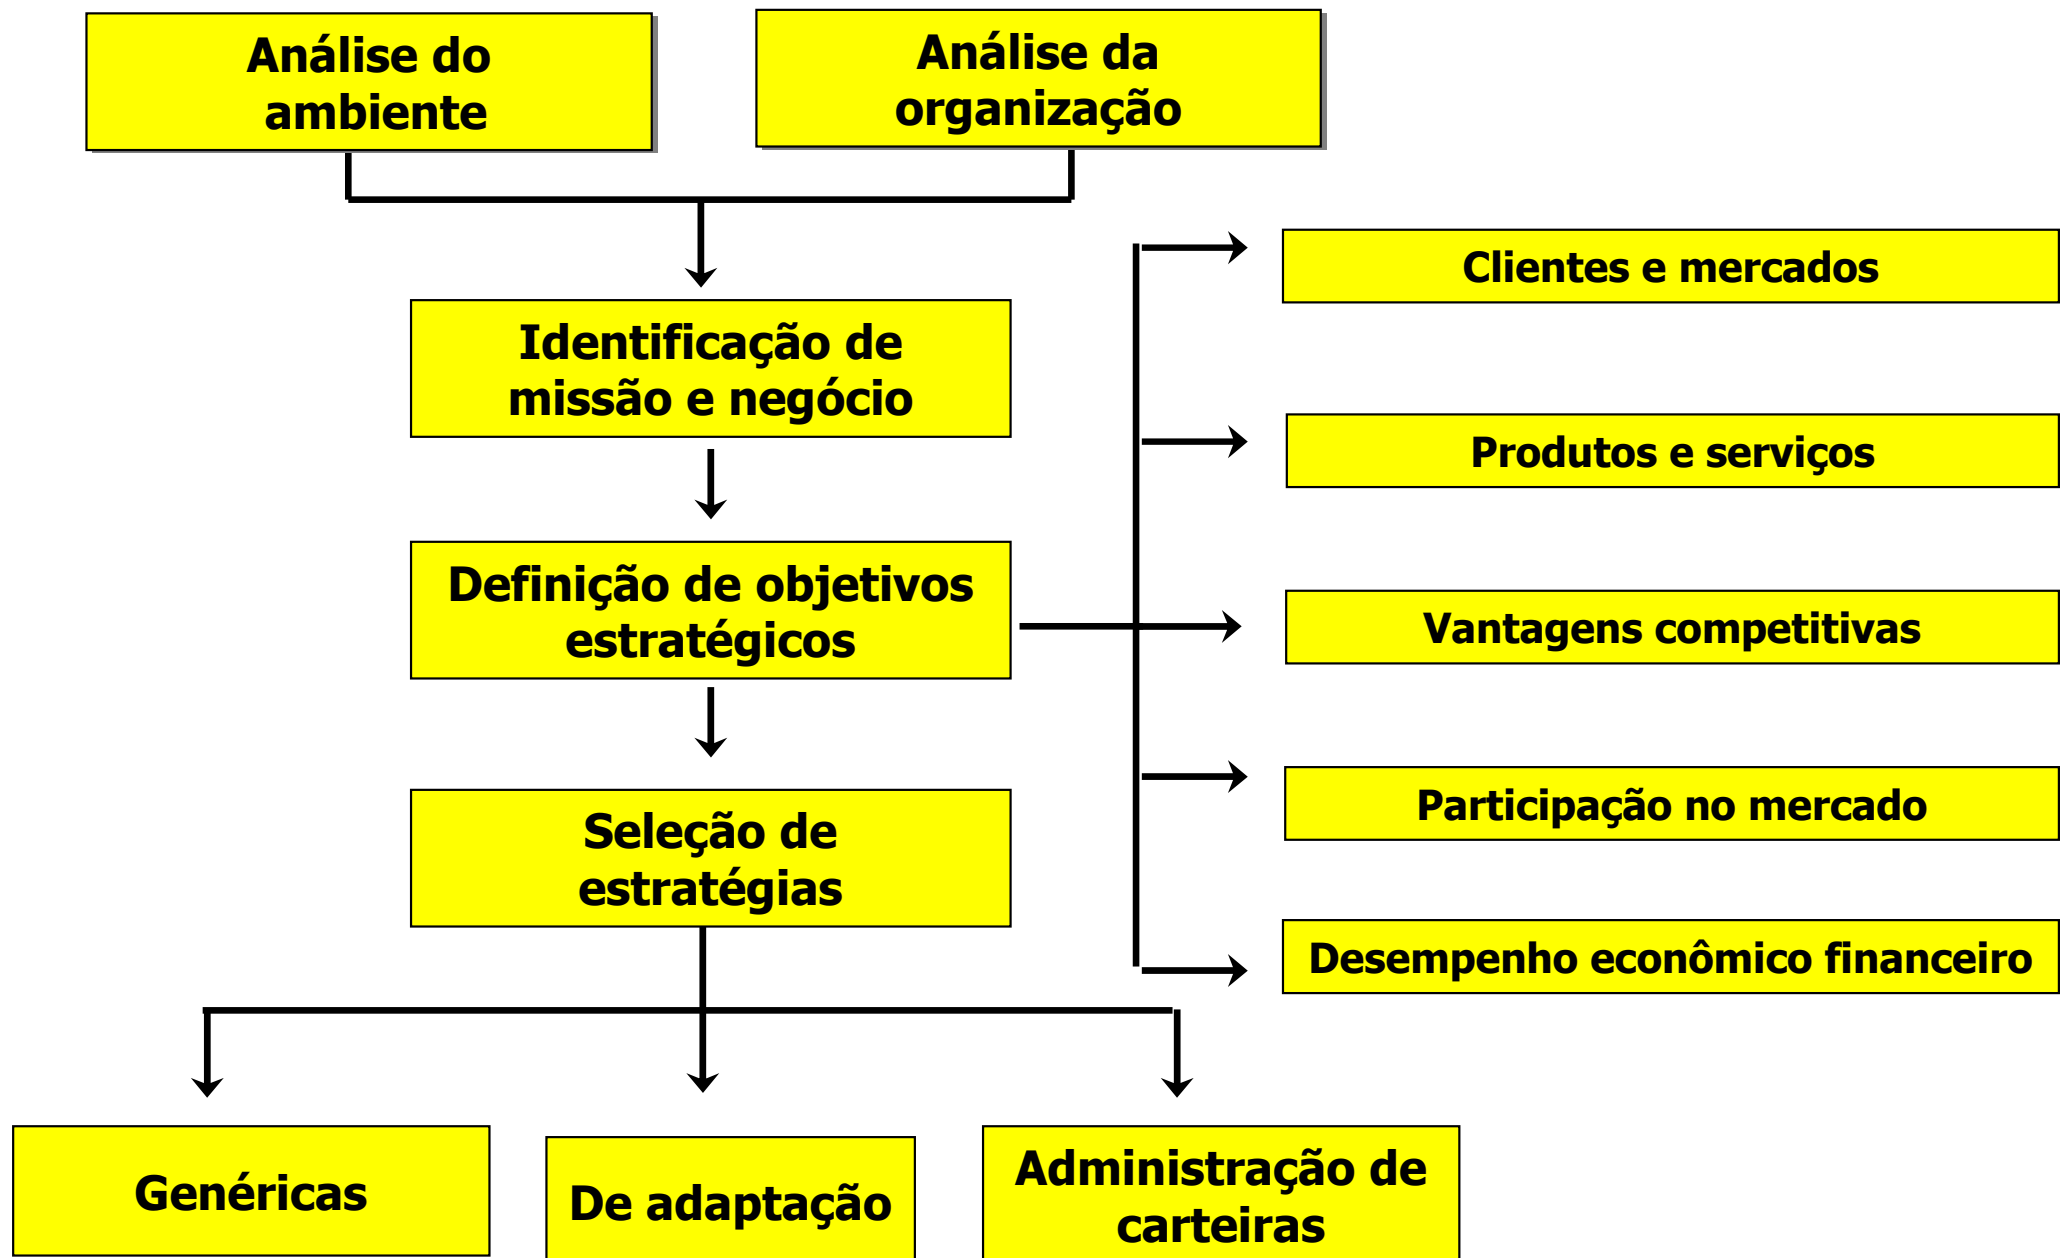 Análise do
ambiente
Análise da
organização
Identificação de
missão e negócio
Definição de objetivos
estratégicos
Seleção de
estratégias
Clientes e mercados
Produtos e serviços
Vantagens competitivas
Participação no mercado
Desempenho econômico financeiro
Genéricas
De adaptação
Administração de
carteiras